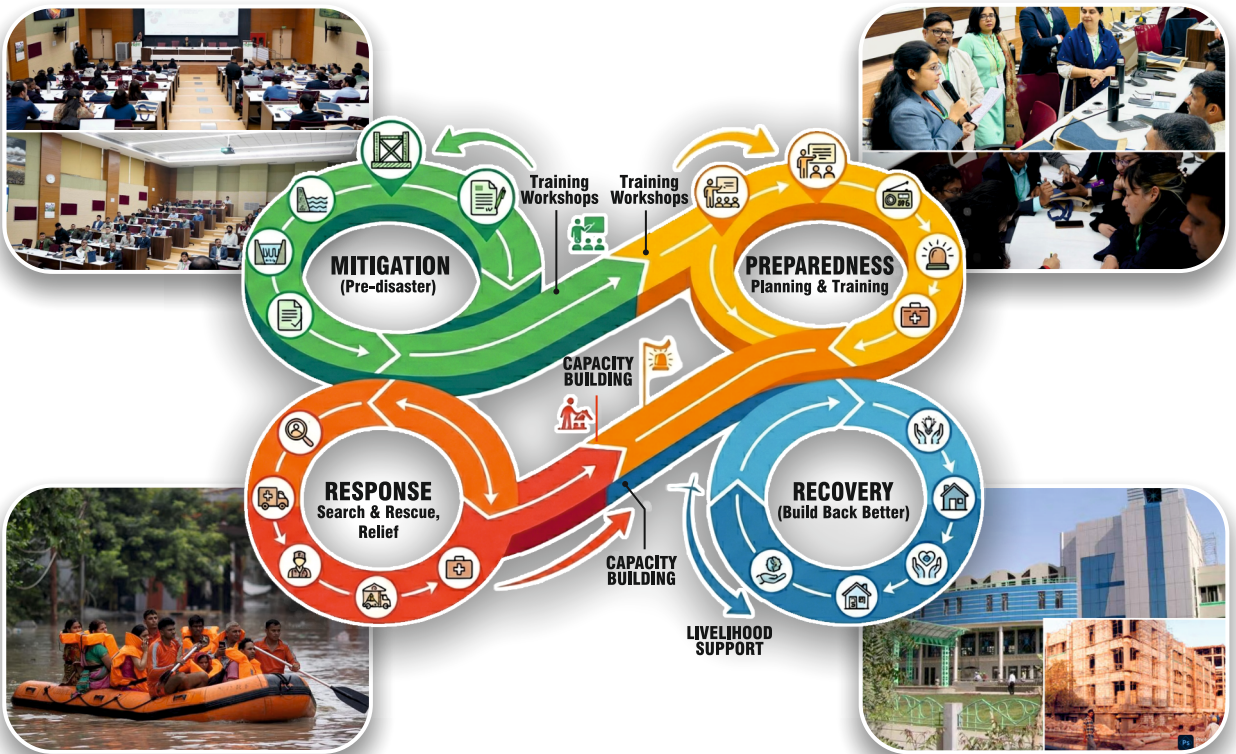 Training
Workshops
Training
Workshops
MITIGATION
(Pre-disaster)
PREPAREDNESS
Planning & Training
CAPACITY
BUILDING
RESPONSE
Search & Rescue,
Relief
RECOVERY
(Build Back Better)
CAPACITY
BUILDING
LIVELIHOOD
SUPPORT
Ps